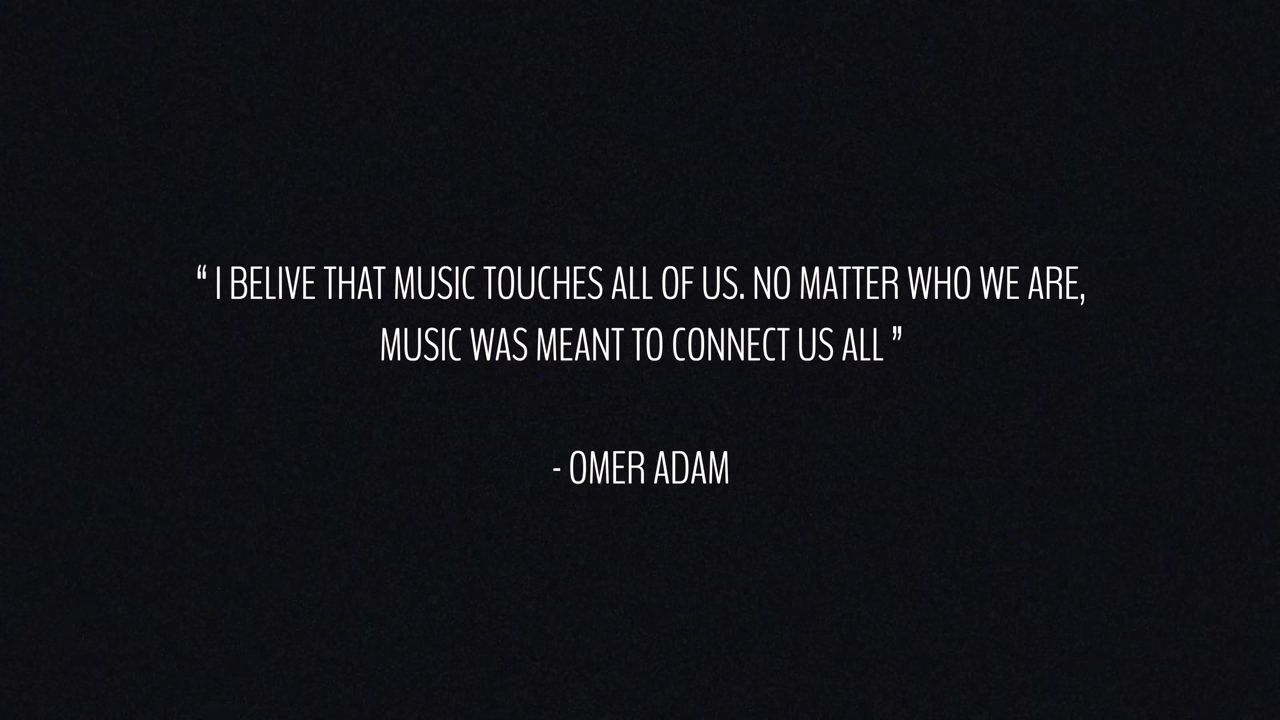 “ I BELIVE THAT MUSIC TOUCHES ALL OF US. NO MATTER WHO WE ARE,
MUSIC WAS MEANT TO CONNECT US ALL ”
- OMER ADAM